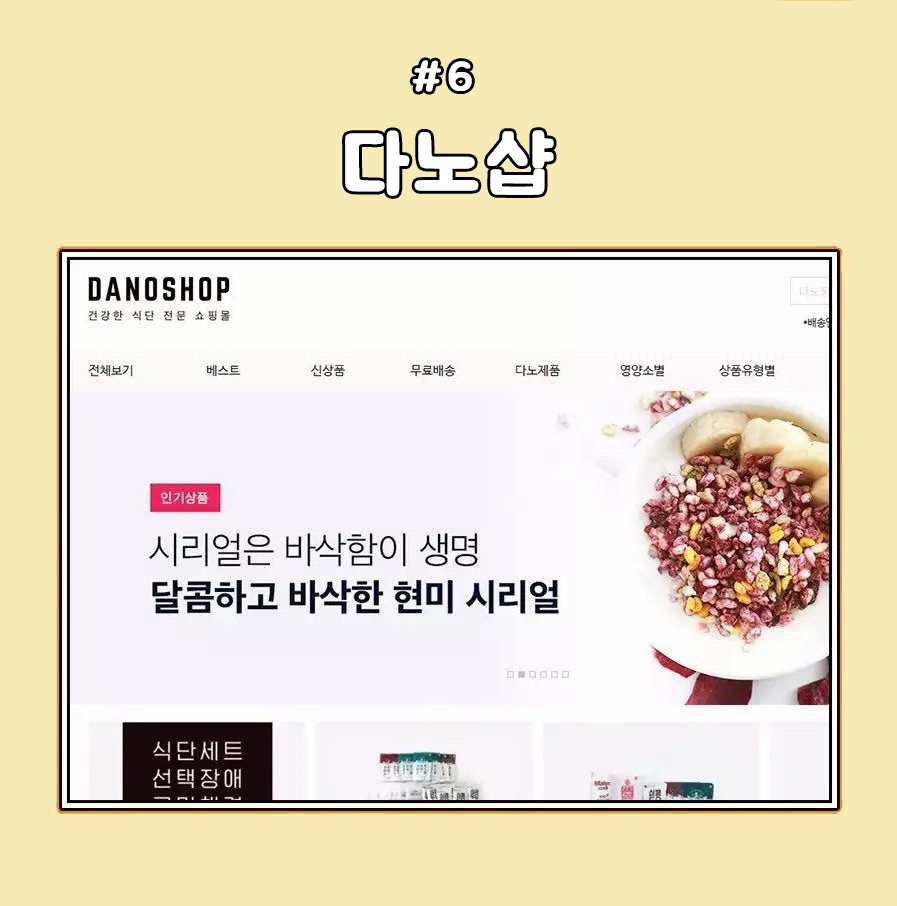 #6
다노샵
DANOSHOP
건강한 식단 전문 쇼핑몰
전체보기 베스트 신상품 무료배송 다노제품 영양소별 상품유형별
인기상품
시리얼은 바삭함이 생명
달콤하고 바삭한 현미 시리얼
식단세트
선택장애